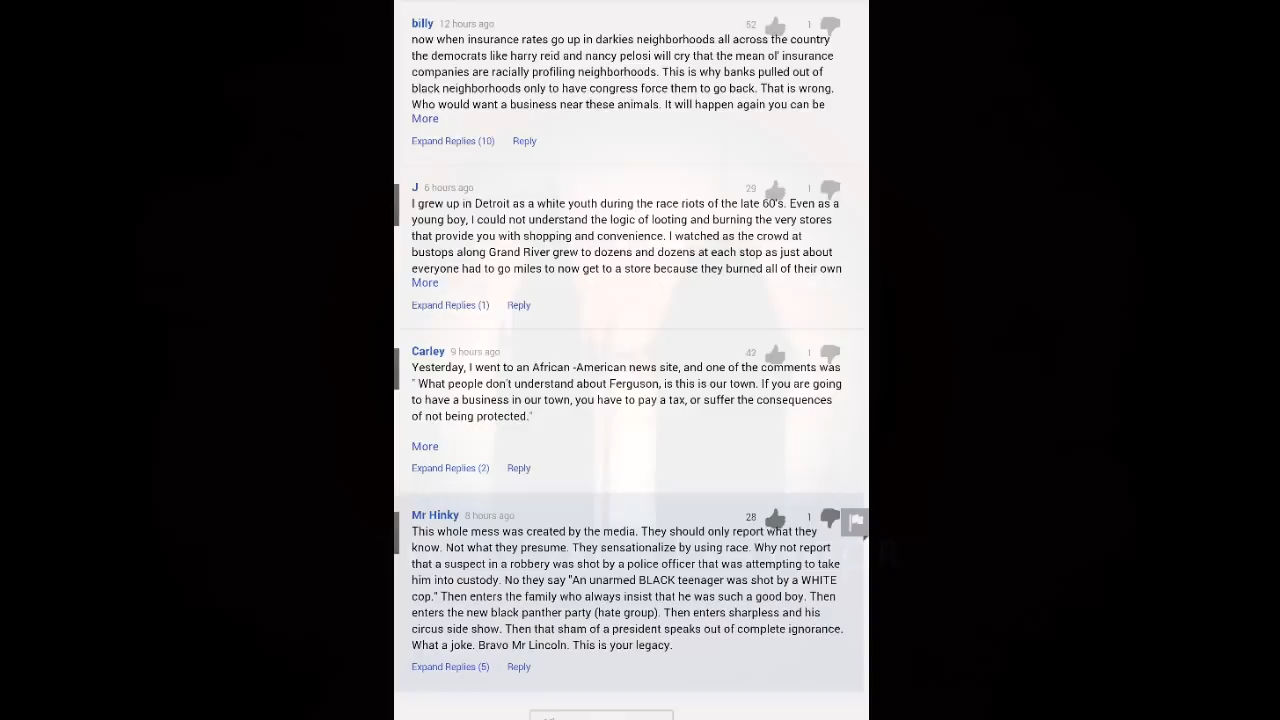 billy 12 hours ago 52 1
now when insurance rates go up in darkies neighborhoods all across the country
the democrats like harry reid and nancy pelosi will cry that the mean ol' insurance
companies are racially profiling neighborhoods. This is why banks pulled out of
black neighborhoods only to have congress force them to go back. That is wrong.
Who would want a business near these animals. It will happen again you can be
More
Expand Replies (10) Reply
J 6 hours ago 29 1
I grew up in Detroit as a white youth during the race riots of the late 60's. Even as a
young boy, I could not understand the logic of looting and burning the very stores
that provide you with shopping and convenience. I watched as the crowd at
bustops along Grand River grew to dozens and dozens at each stop as just about
everyone had to go miles to now get to a store because they burned all of their own
More
Expand Replies (1) Reply
Carley 9 hours ago 42 1
Yesterday, I went to an African -American news site, and one of the comments was
" What people don't understand about Ferguson, is this is our town. If you are going
to have a business in our town, you have to pay a tax, or suffer the consequences
of not being protected."
More
Expand Replies (2) Reply
Mr Hinky 8 hours ago 28 1
This whole mess was created by the media. They should only report what they
know. Not what they presume. They sensationalize by using race. Why not report
that a suspect in a robbery was shot by a police officer that was attempting to take
him into custody. No they say "An unarmed BLACK teenager was shot by a WHITE
cop." Then enters the family who always insist that he was such a good boy. Then
enters the new black panther party (hate group). Then enters sharpless and his
circus side show. Then that sham of a president speaks out of complete ignorance.
What a joke. Bravo Mr Lincoln. This is your legacy.
Expand Replies (5) Reply